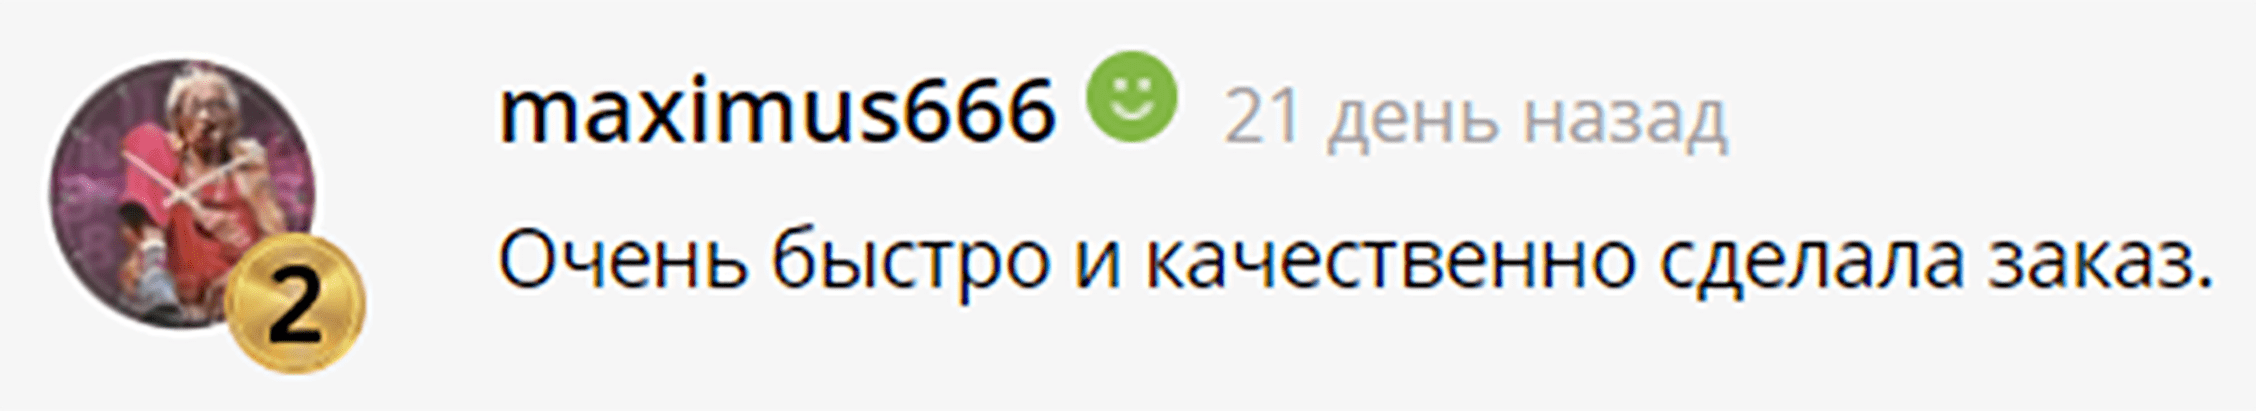 maximus666 21 день назад
Очень быстро и качественно сделала заказ.
2